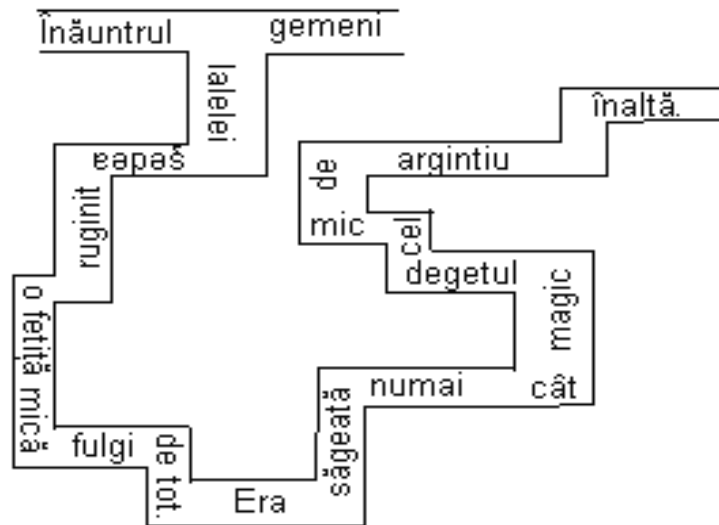 Înăuntrul
gemeni
lalelei
ședea
ruginit
o fetiță mică
fulgi
de tot.
Era
săgeată
numai
cât
magic
degetul
cel
mic
de
argintiu
înaltă.